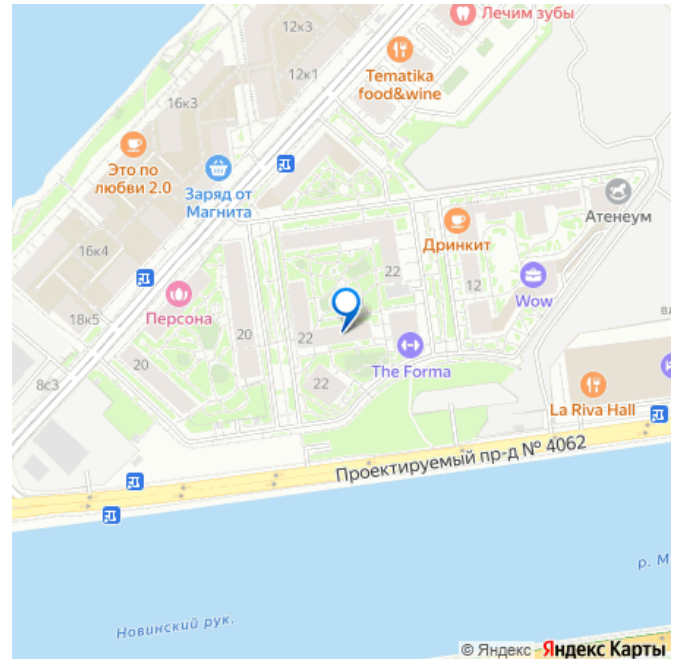 12к3
Лечим зубы
12к1
Tematika
food&wine
16к3
Это по
любви 2.0
Заряд от
Магнита
Атенеум
Дринкит
16к4
22
12
Wow
Персона
18к5
22
20
20
The Forma
22
8с3
La Riva Hall
Проектируемый пр-д № 4062
р. М
Новинский рук.
© Яндекс Яндекс Карты